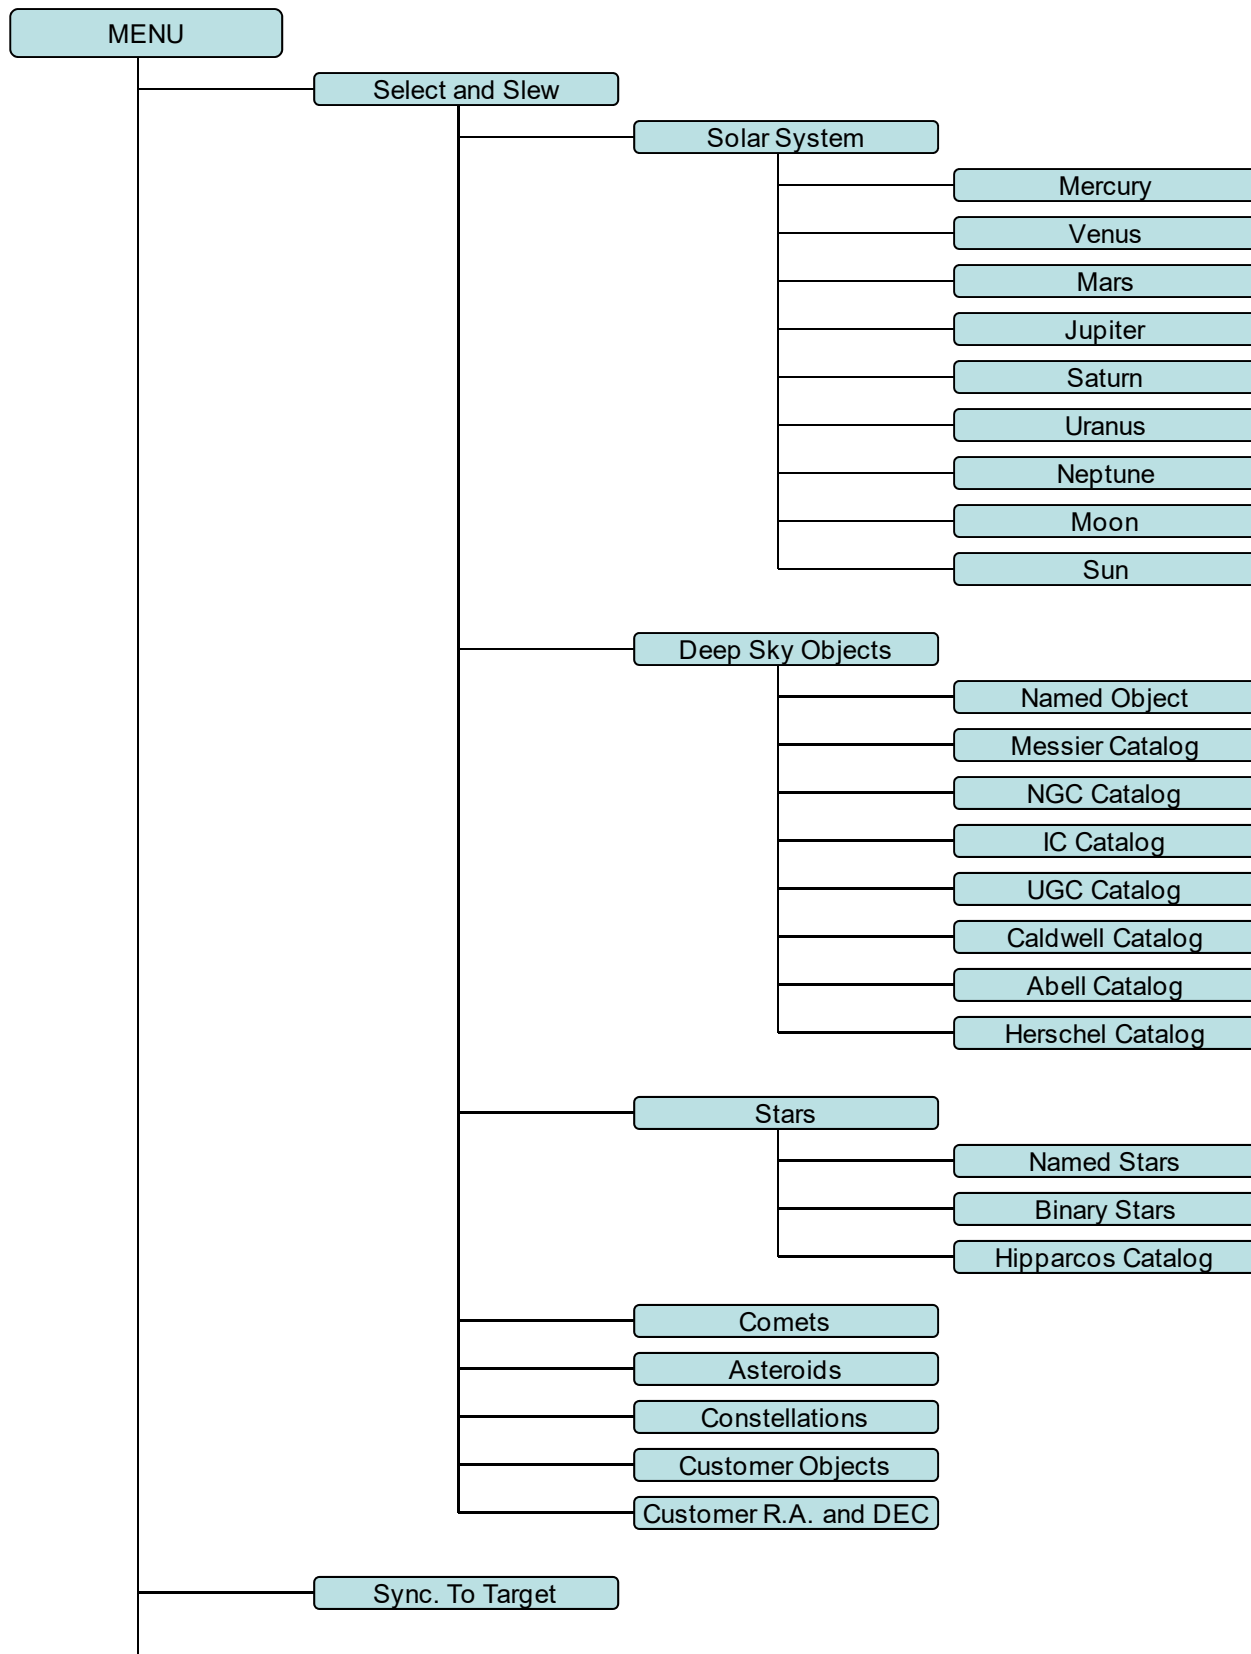 MENU
Select and Slew
Solar System
Mercury
Venus
Mars
Jupiter
Saturn
Uranus
Neptune
Moon
Sun
Deep Sky Objects
Named Object
Messier Catalog
NGC Catalog
IC Catalog
UGC Catalog
Caldwell Catalog
Abell Catalog
Herschel Catalog
Stars
Named Stars
Binary Stars
Hipparcos Catalog
Comets
Asteroids
Constellations
Customer Objects
Customer R.A. and DEC
Sync. To Target